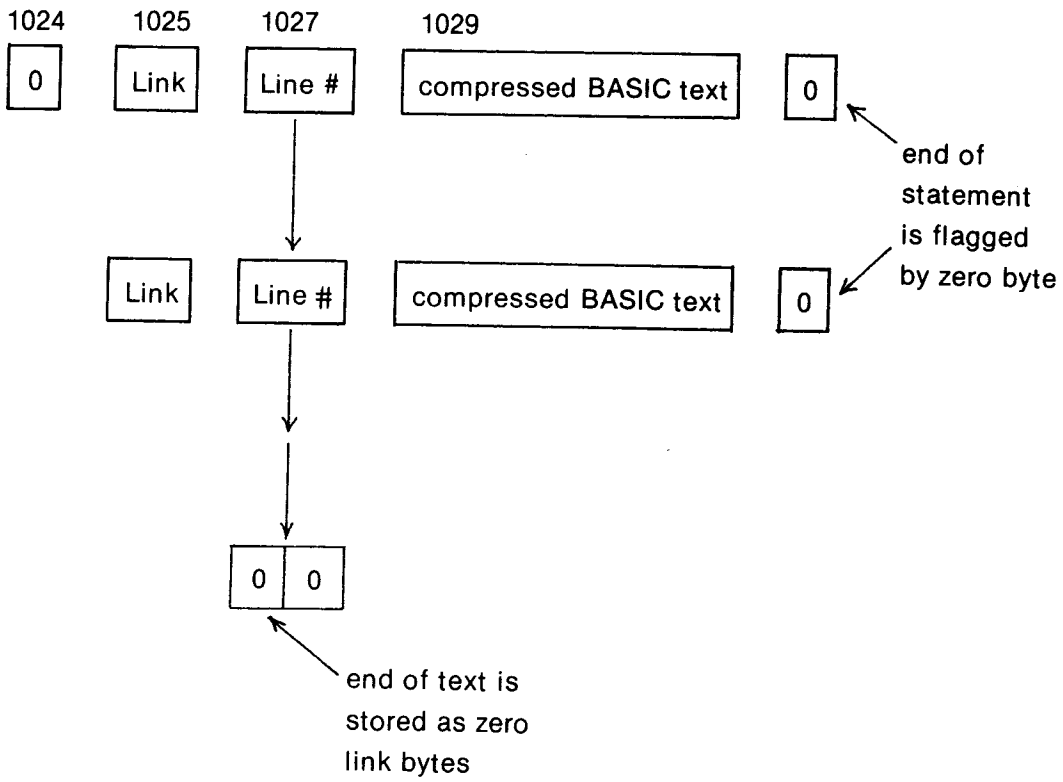 1024 1025 1027 1029
0 Link Line # compressed BASIC text 0
end of
statement
is flagged
by zero byte
Link Line # compressed BASIC text 0
0 0
end of text is
stored as zero
link bytes